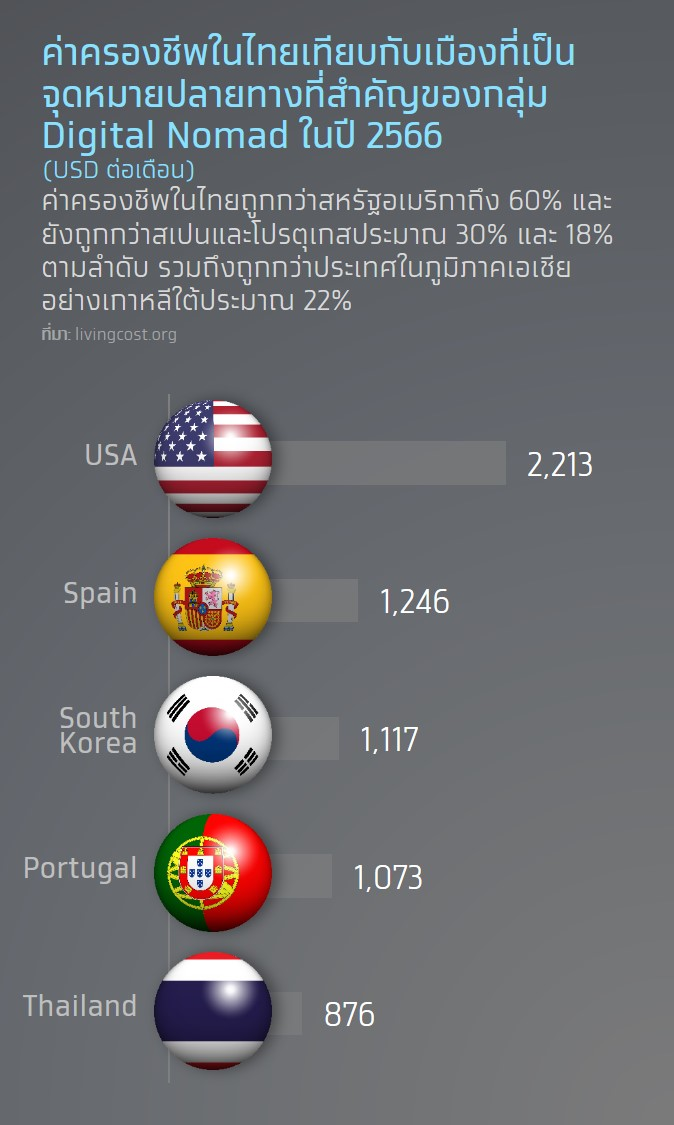 ค่าครองชีพในไทยเทียบกับเมืองที่เป็น
จุดหมายปลายทางที่สำคัญของกลุ่ม
Digital Nomad ในปี 2566
(USD ต่อเดือน)
ค่าครองชีพในไทยถูกกว่าสหรัฐอเมริกาถึง 60% และ
ยังถูกกว่าสเปนและโปรตุเกสประมาณ 30% และ 18%
ตามลำดับ รวมถึงถูกกว่าประเทศในภูมิภาคเอเชีย
อย่างเกาหลีใต้ประมาณ 22%
ที่มา: livingcost.org
USA 2,213
Spain 1,246
South
Korea 1,117
Portugal 1,073
Thailand 876